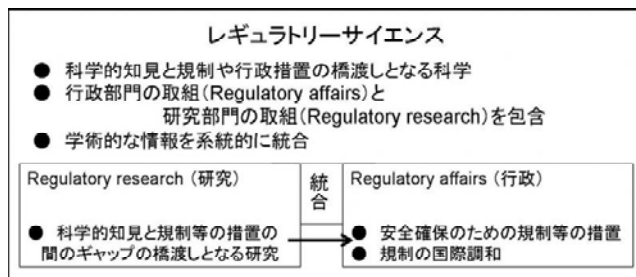 レギュラトリーサイエンス
● 科学的知見と規制や行政措置の橋渡しとなる科学
● 行政部門の取組(Regulatory affairs)と
研究部門の取組(Regulatory research)を包含
● 学術的な情報を系統的に統合
Regulatory research (研究)
● 科学的知見と規制等の措置の
間のギャップの橋渡しとなる研究
統
合
Regulatory affairs (行政)
● 安全確保のための規制等の措置
● 規制の国際調和